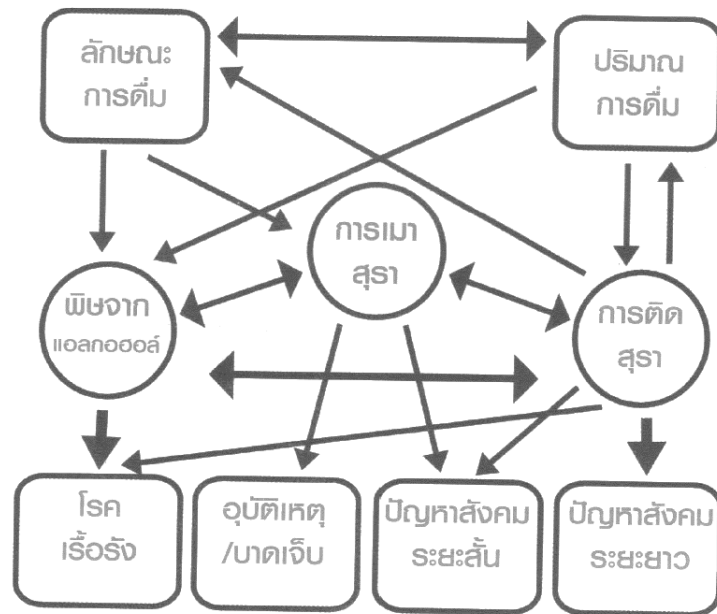 ลักษณะ
การดื่ม
ปริมาณ
การดื่ม
การเมา
สุรา
พิษจาก
แอลกอฮอล์
การติด
สุรา
โรค
เรื้อรัง
อุบัติเหตุ
/บาดเจ็บ
ปัญหาสังคม
ระยะสั้น
ปัญหาสังคม
ระยะยาว